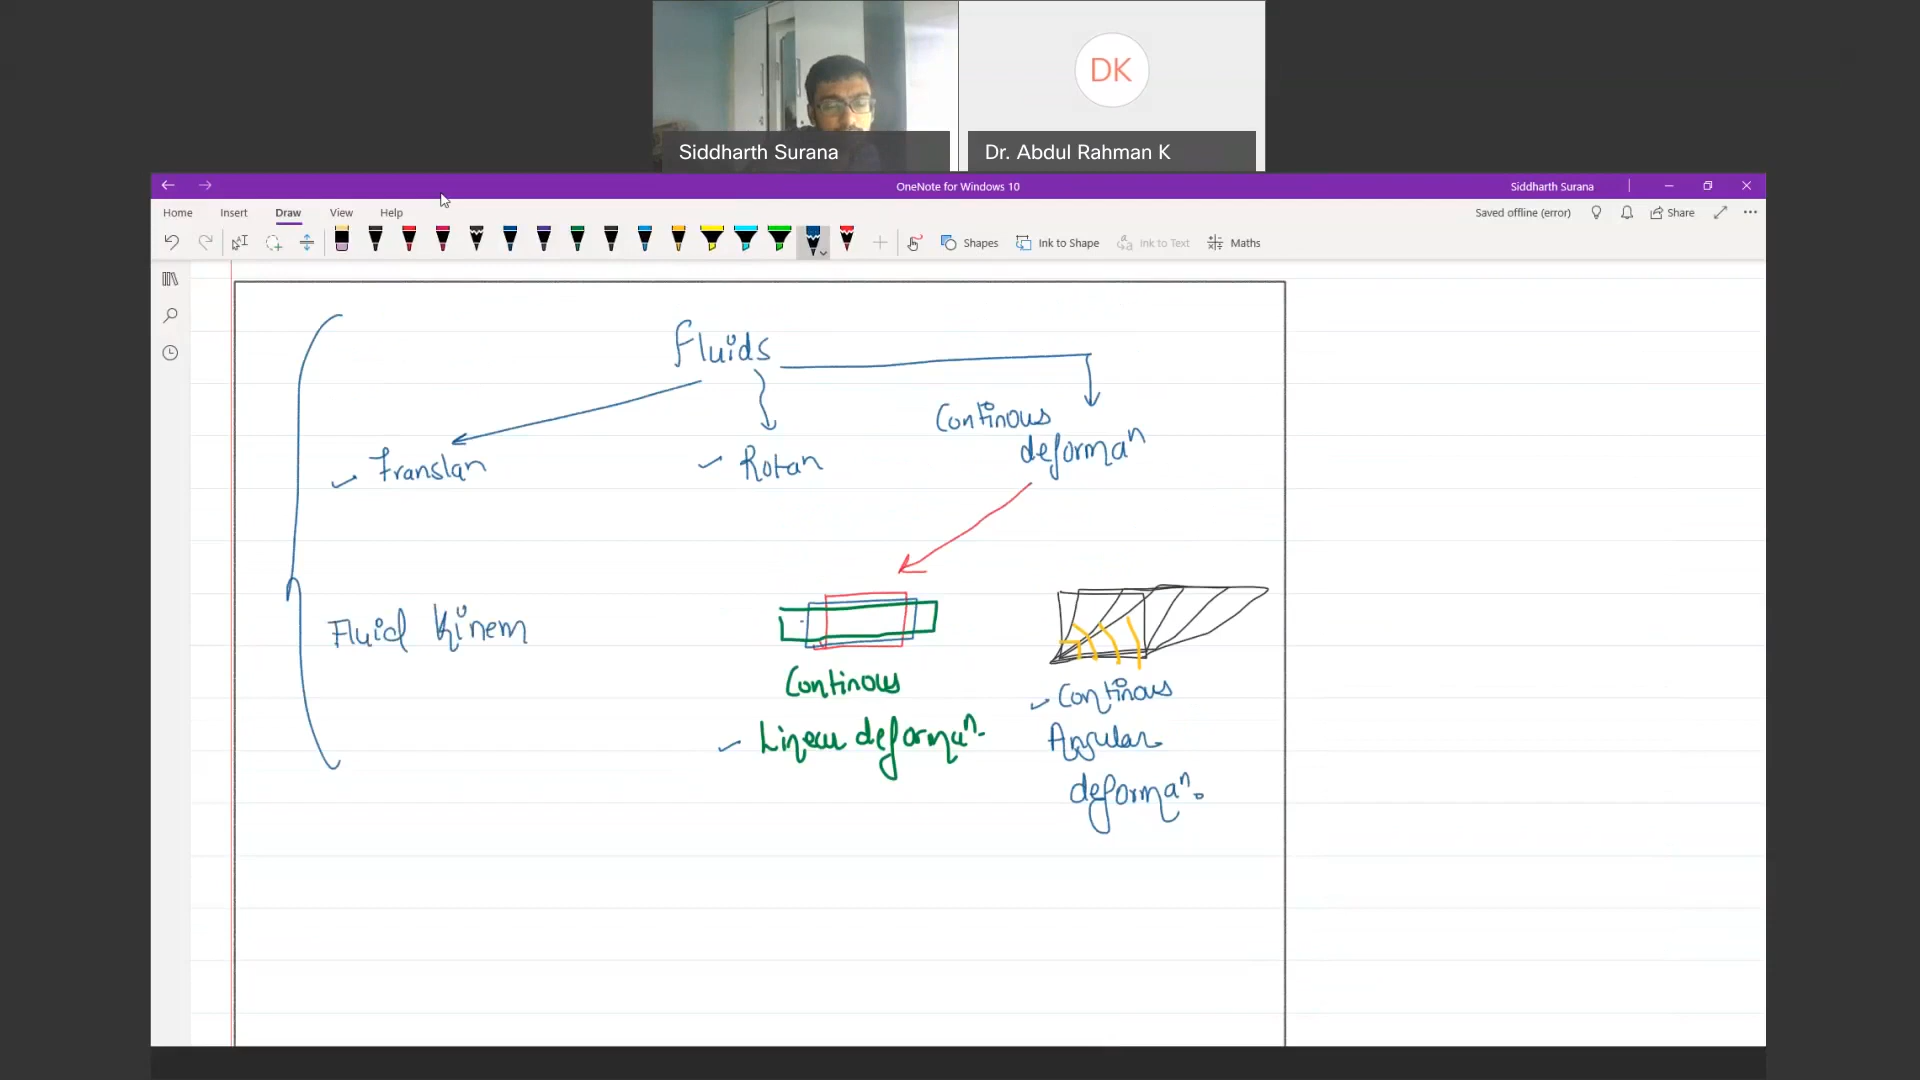 DK
Siddharth Surana
Dr. Abdul Rahman K
OneNote for Windows 10
Siddharth Surana
Home Insert Draw View Help
Saved offline (error)
Share
Shapes
Ink to Shape
Ink to Text
Maths
Fluids
Translan
Rotan
Continous
deformaⁿ
Fluid Kinem
Continous
Linear deformaⁿ.
Continous
Angular
deformaⁿ.